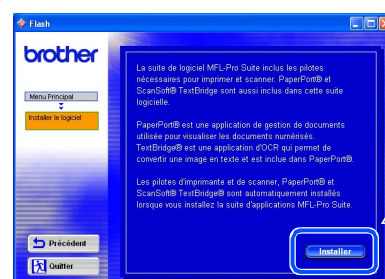 Flash
brother
Menu Principal
Installer le logiciel
La suite de logiciel MFL-Pro Suite inclus les pilotes
nécessaires pour imprimer et scanner. PaperPort® et
ScanSoft® TextBridge sont aussi inclus dans cette suite
logicielle.
PaperPort® est une application de gestion de documents
utilisée pour visualiser les documents numérisés.
TextBridge® est une application d'OCR qui permet de
convertir une image en texte et est inclue dans PaperPort®.
Les pilotes d'imprimante et de scanner, PaperPort® et
ScanSoft® TextBridge® sont automatiquement installés
lorsque vous installez la suite d'applications MFL-Pro Suite.
Précédent
Quitter
Installer